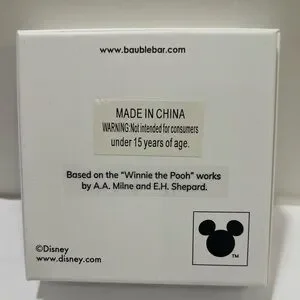 www.baublebar.com
MADE IN CHINA
WARNING:Not intended for consumers
under 15 years of age.
Based on the "Winnie the Pooh" works
by A.A. Milne and E.H. Shepard.
©Disney
www.disney.com
TM